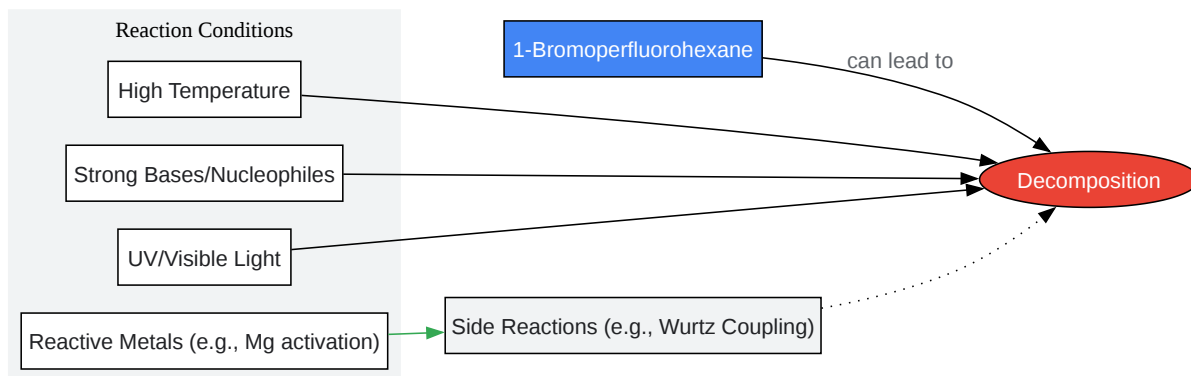 Reaction Conditions
1-Bromoperfluorohexane
can lead to
High Temperature
Strong Bases/Nucleophiles
Decomposition
UV/Visible Light
Side Reactions (e.g., Wurtz Coupling)
Reactive Metals (e.g., Mg activation)